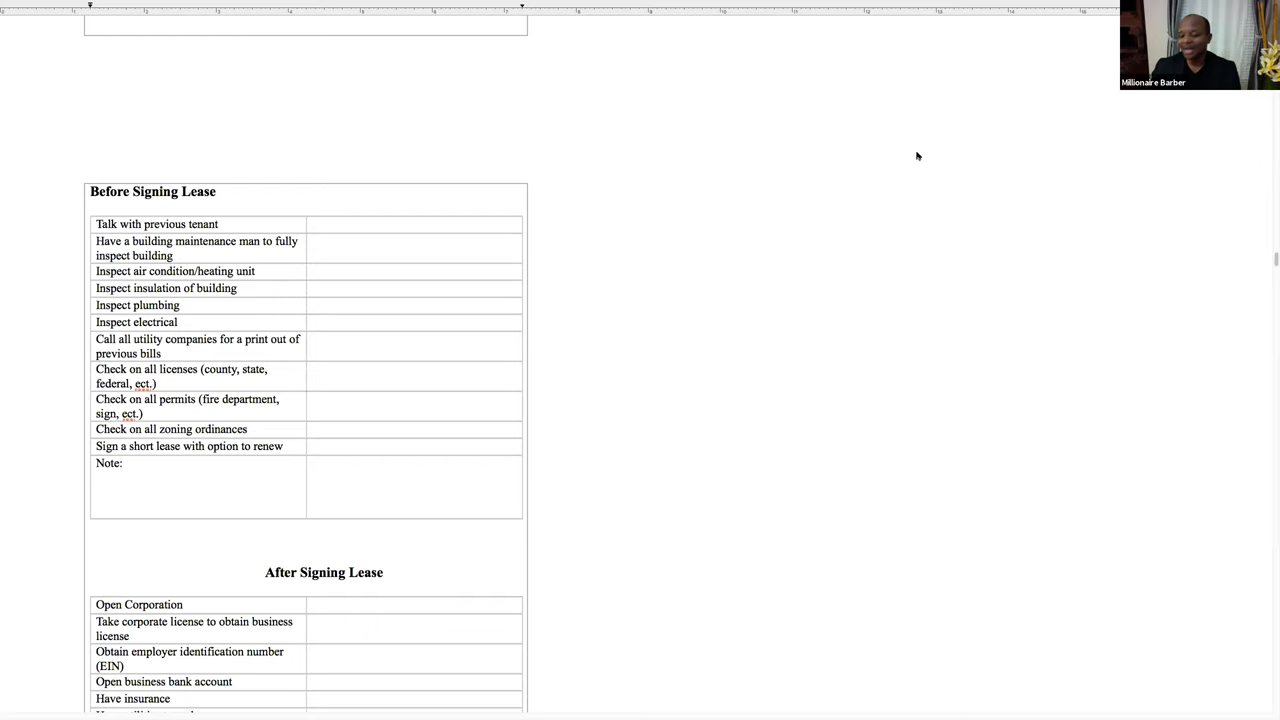 Millionaire Barber
Before Signing Lease
Talk with previous tenant
Have a building maintenance man to fully
inspect building
Inspect air condition/heating unit
Inspect insulation of building
Inspect plumbing
Inspect electrical
Call all utility companies for a print out of
previous bills
Check on all licenses (county, state,
federal, ect.)
Check on all permits (fire department,
sign, ect.)
Check on all zoning ordinances
Sign a short lease with option to renew
Note:
After Signing Lease
Open Corporation
Take corporate license to obtain business
license
Obtain employer identification number
(EIN)
Open business bank account
Have insurance